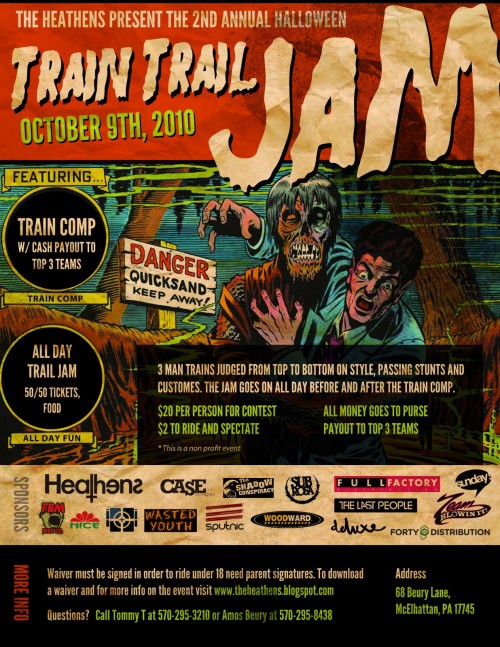 THE HEATHENS PRESENT THE 2ND ANNUAL HALLOWEEN
TRAIN TRAIL
JAM
OCTOBER 9TH, 2010
FEATURING...
TRAIN COMP
W/ CASH PAYOUT TO
TOP 3 TEAMS
TRAIN COMP
DANGER
QUICKSAND
KEEP AWAY!
ALL DAY
TRAIL JAM
50/50 TICKETS,
FOOD
ALL DAY FUN
3 MAN TRAINS JUDGED FROM TOP TO BOTTOM ON STYLE, PASSING STUNTS AND
CUSTOMES. THE JAM GOES ON ALL DAY BEFORE AND AFTER THE TRAIN COMP.
$20 PER PERSON FOR CONTEST
$2 TO RIDE AND SPECTATE
ALL MONEY GOES TO PURSE
PAYOUT TO TOP 3 TEAMS
* This is a non profit event
SPONSORS
Heathens
CASE
THE SHADOW CONSPIRACY
SUBROSA
FULLFACTORY
sunday
FBM
NICE
WASTED
YOUTH
sputnic
WOODWARD
THE LAST PEOPLE
deluxe
Team
BLOWIN IT!
FORTY DISTRIBUTION
MORE INFO
Waiver must be signed in order to ride under 18 need parent signatures. To download
a waiver and for more info on the event visit www.theheathens.blogspot.com
Questions? Call Tommy T at 570-295-3210 or Amos Beury at 570-295-8438
Address
68 Beury Lane,
McElhattan, PA 17745